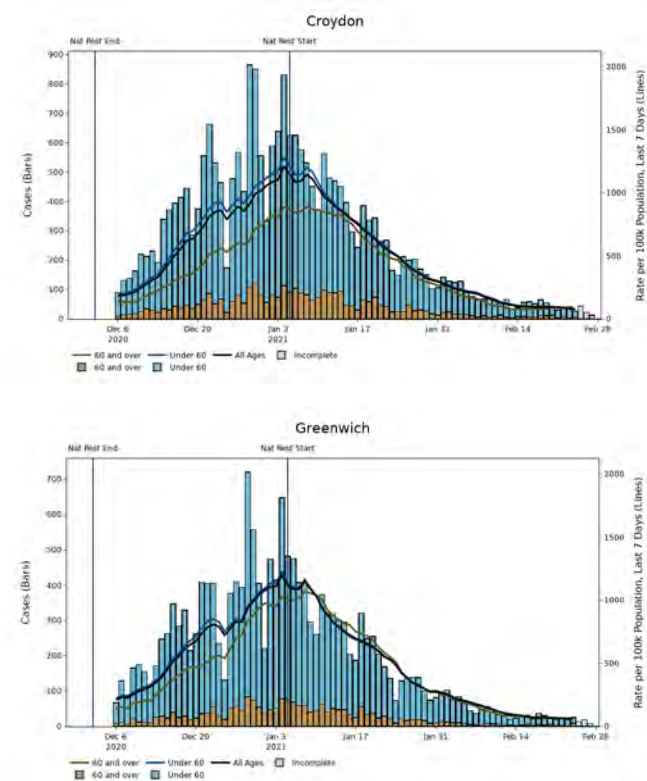 Croydon
Nat Rest End
Nat Rest Start
900
800
700
600
500
400
300
200
100
0
Cases (Bars)
2000
1500
1000
500
0
Rate per 100k Population, Last 7 Days (Lines)
Dec 6
2020
Dec 20
Jan 3
2021
Jan 17
Jan 31
Feb 14
Feb 28
60 and over Under 60 All Ages Incomplete
60 and over Under 60
Greenwich
Nat Rest End
Nat Rest Start
700
600
500
400
300
200
100
0
Cases (Bars)
2000
1500
1000
500
0
Rate per 100k Population, Last 7 Days (Lines)
Dec 6
2020
Dec 20
Jan 3
2021
Jan 17
Jan 31
Feb 14
Feb 28
60 and over Under 60 All Ages Incomplete
60 and over Under 60